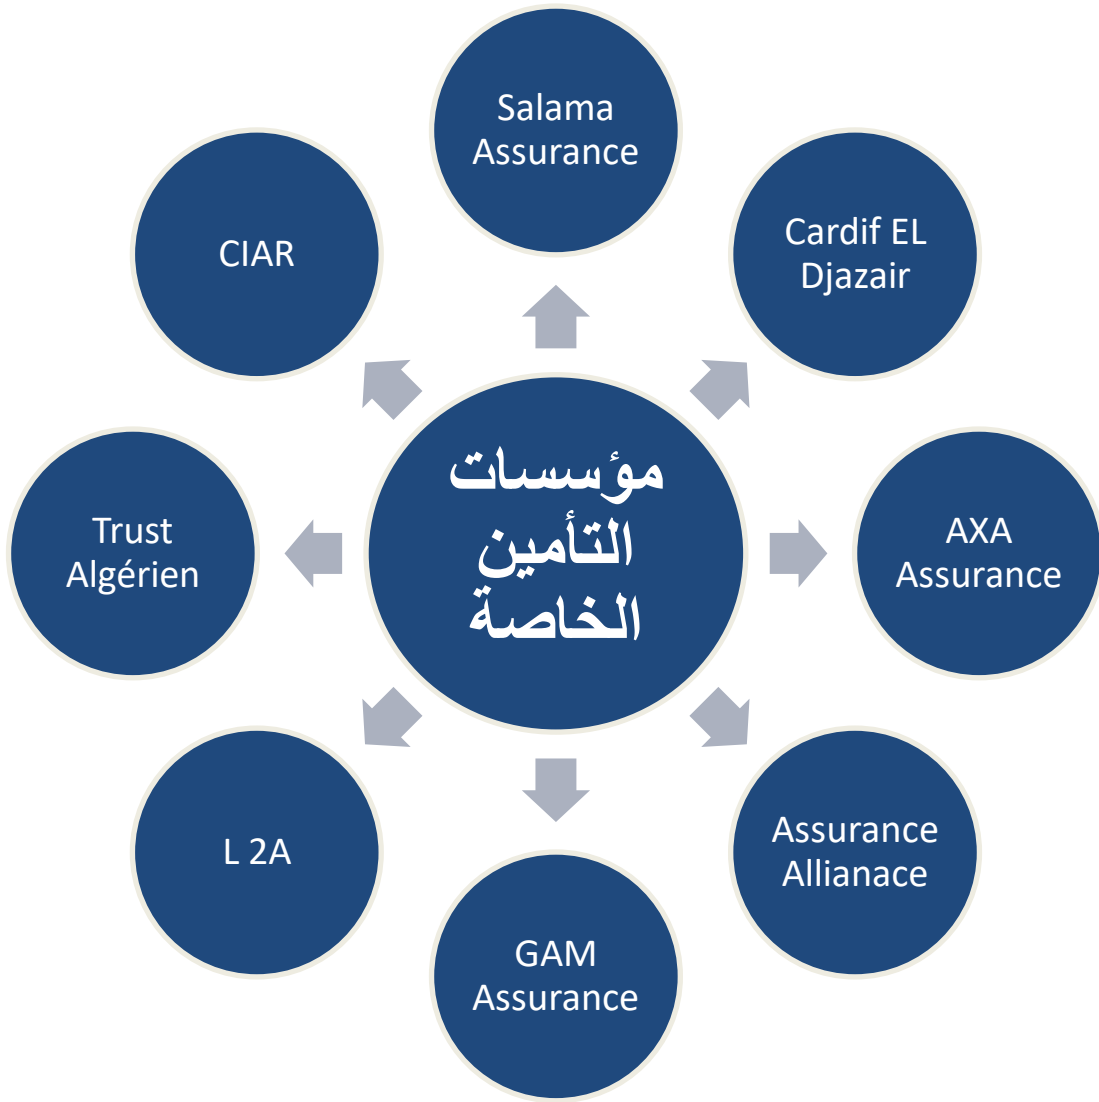 Salama
Assurance
Cardif EL
Djazair
AXA
Assurance
Assurance
Allianace
GAM
Assurance
L 2A
Trust
Algérien
CIAR
مؤسسات
التأمين
الخاصة